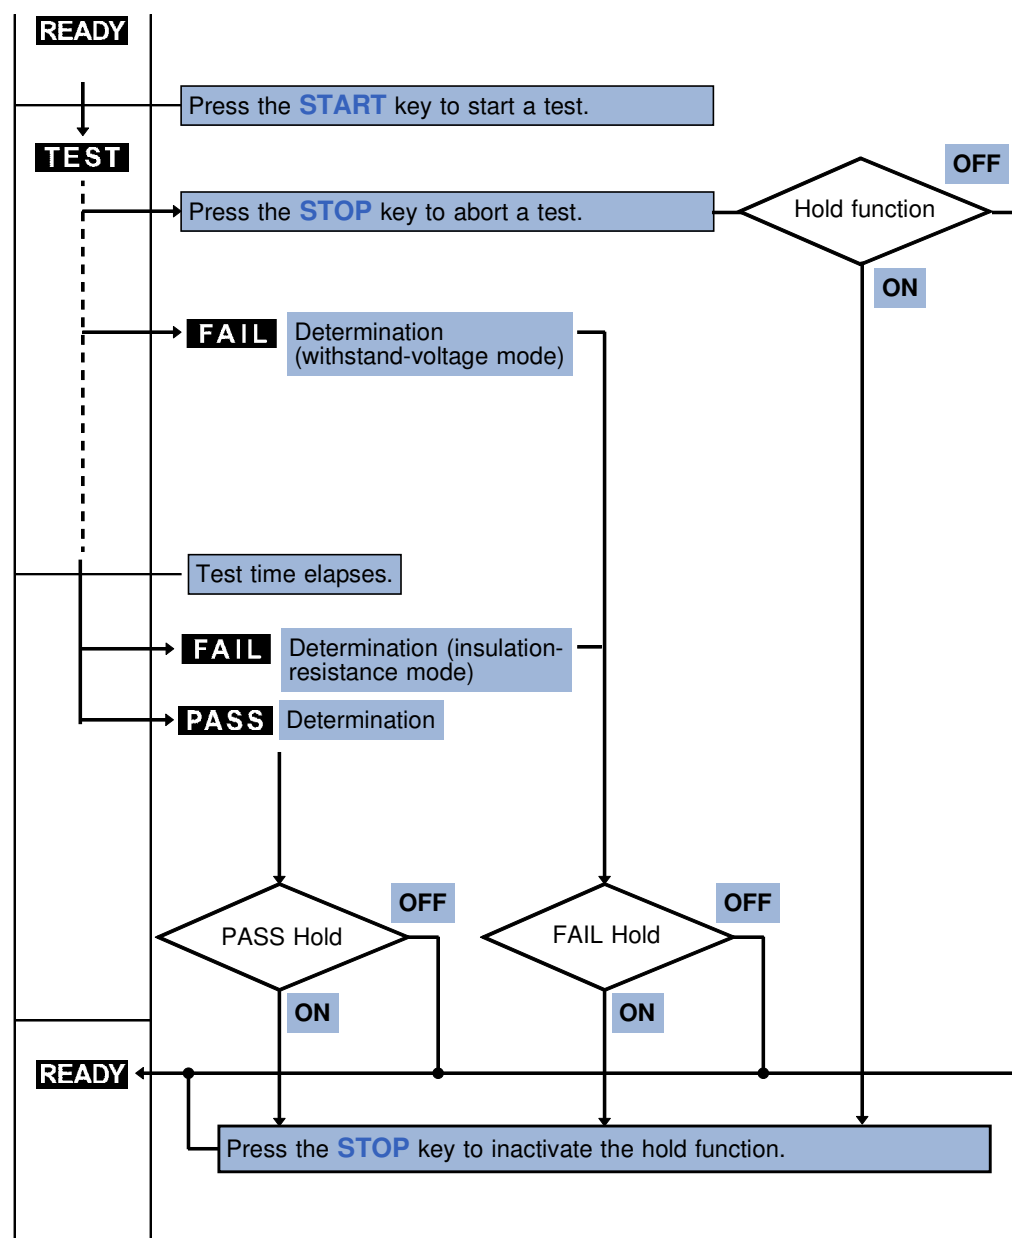 READY
Press the START key to start a test.
TEST
OFF
Press the STOP key to abort a test.
Hold function
ON
FAIL
Determination
(withstand-voltage mode)
Test time elapses.
FAIL
Determination (insulation-
resistance mode)
PASS
Determination
OFF
OFF
PASS Hold
FAIL Hold
ON
ON
READY
Press the STOP key to inactivate the hold function.